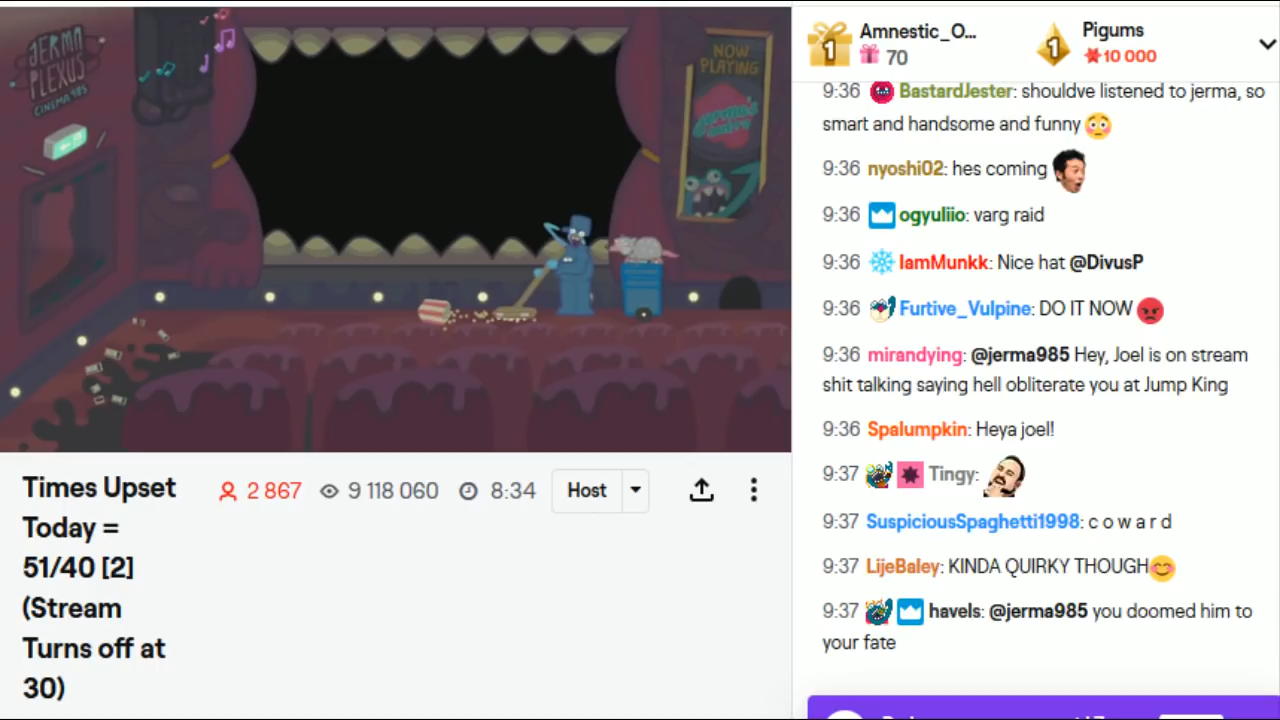 JERMA
PLEXUS
CINEMA 985
NOW
PLAYING
Jerma's
Times Upset
Today =
51/40 [2]
(Stream
Turns off at
30)
2 867
9 118 060
8:34
Host
1
Amnestic_O...
70
1
Pigums
10 000
9:36 BastardJester: shouldve listened to jerma, so
smart and handsome and funny
9:36 nyoshi02: hes coming
9:36 ogyuliio: varg raid
9:36 IamMunkk: Nice hat @DivusP
9:36 Furtive_Vulpine: DO IT NOW
9:36 mirandying: @jerma985 Hey, Joel is on stream
shit talking saying hell obliterate you at Jump King
9:36 Spalumpkin: Heya joel!
9:37 Tingy:
9:37 SuspiciousSpaghetti1998: c o w a r d
9:37 LijeBaley: KINDA QUIRKY THOUGH
9:37 havels: @jerma985 you doomed him to
your fate